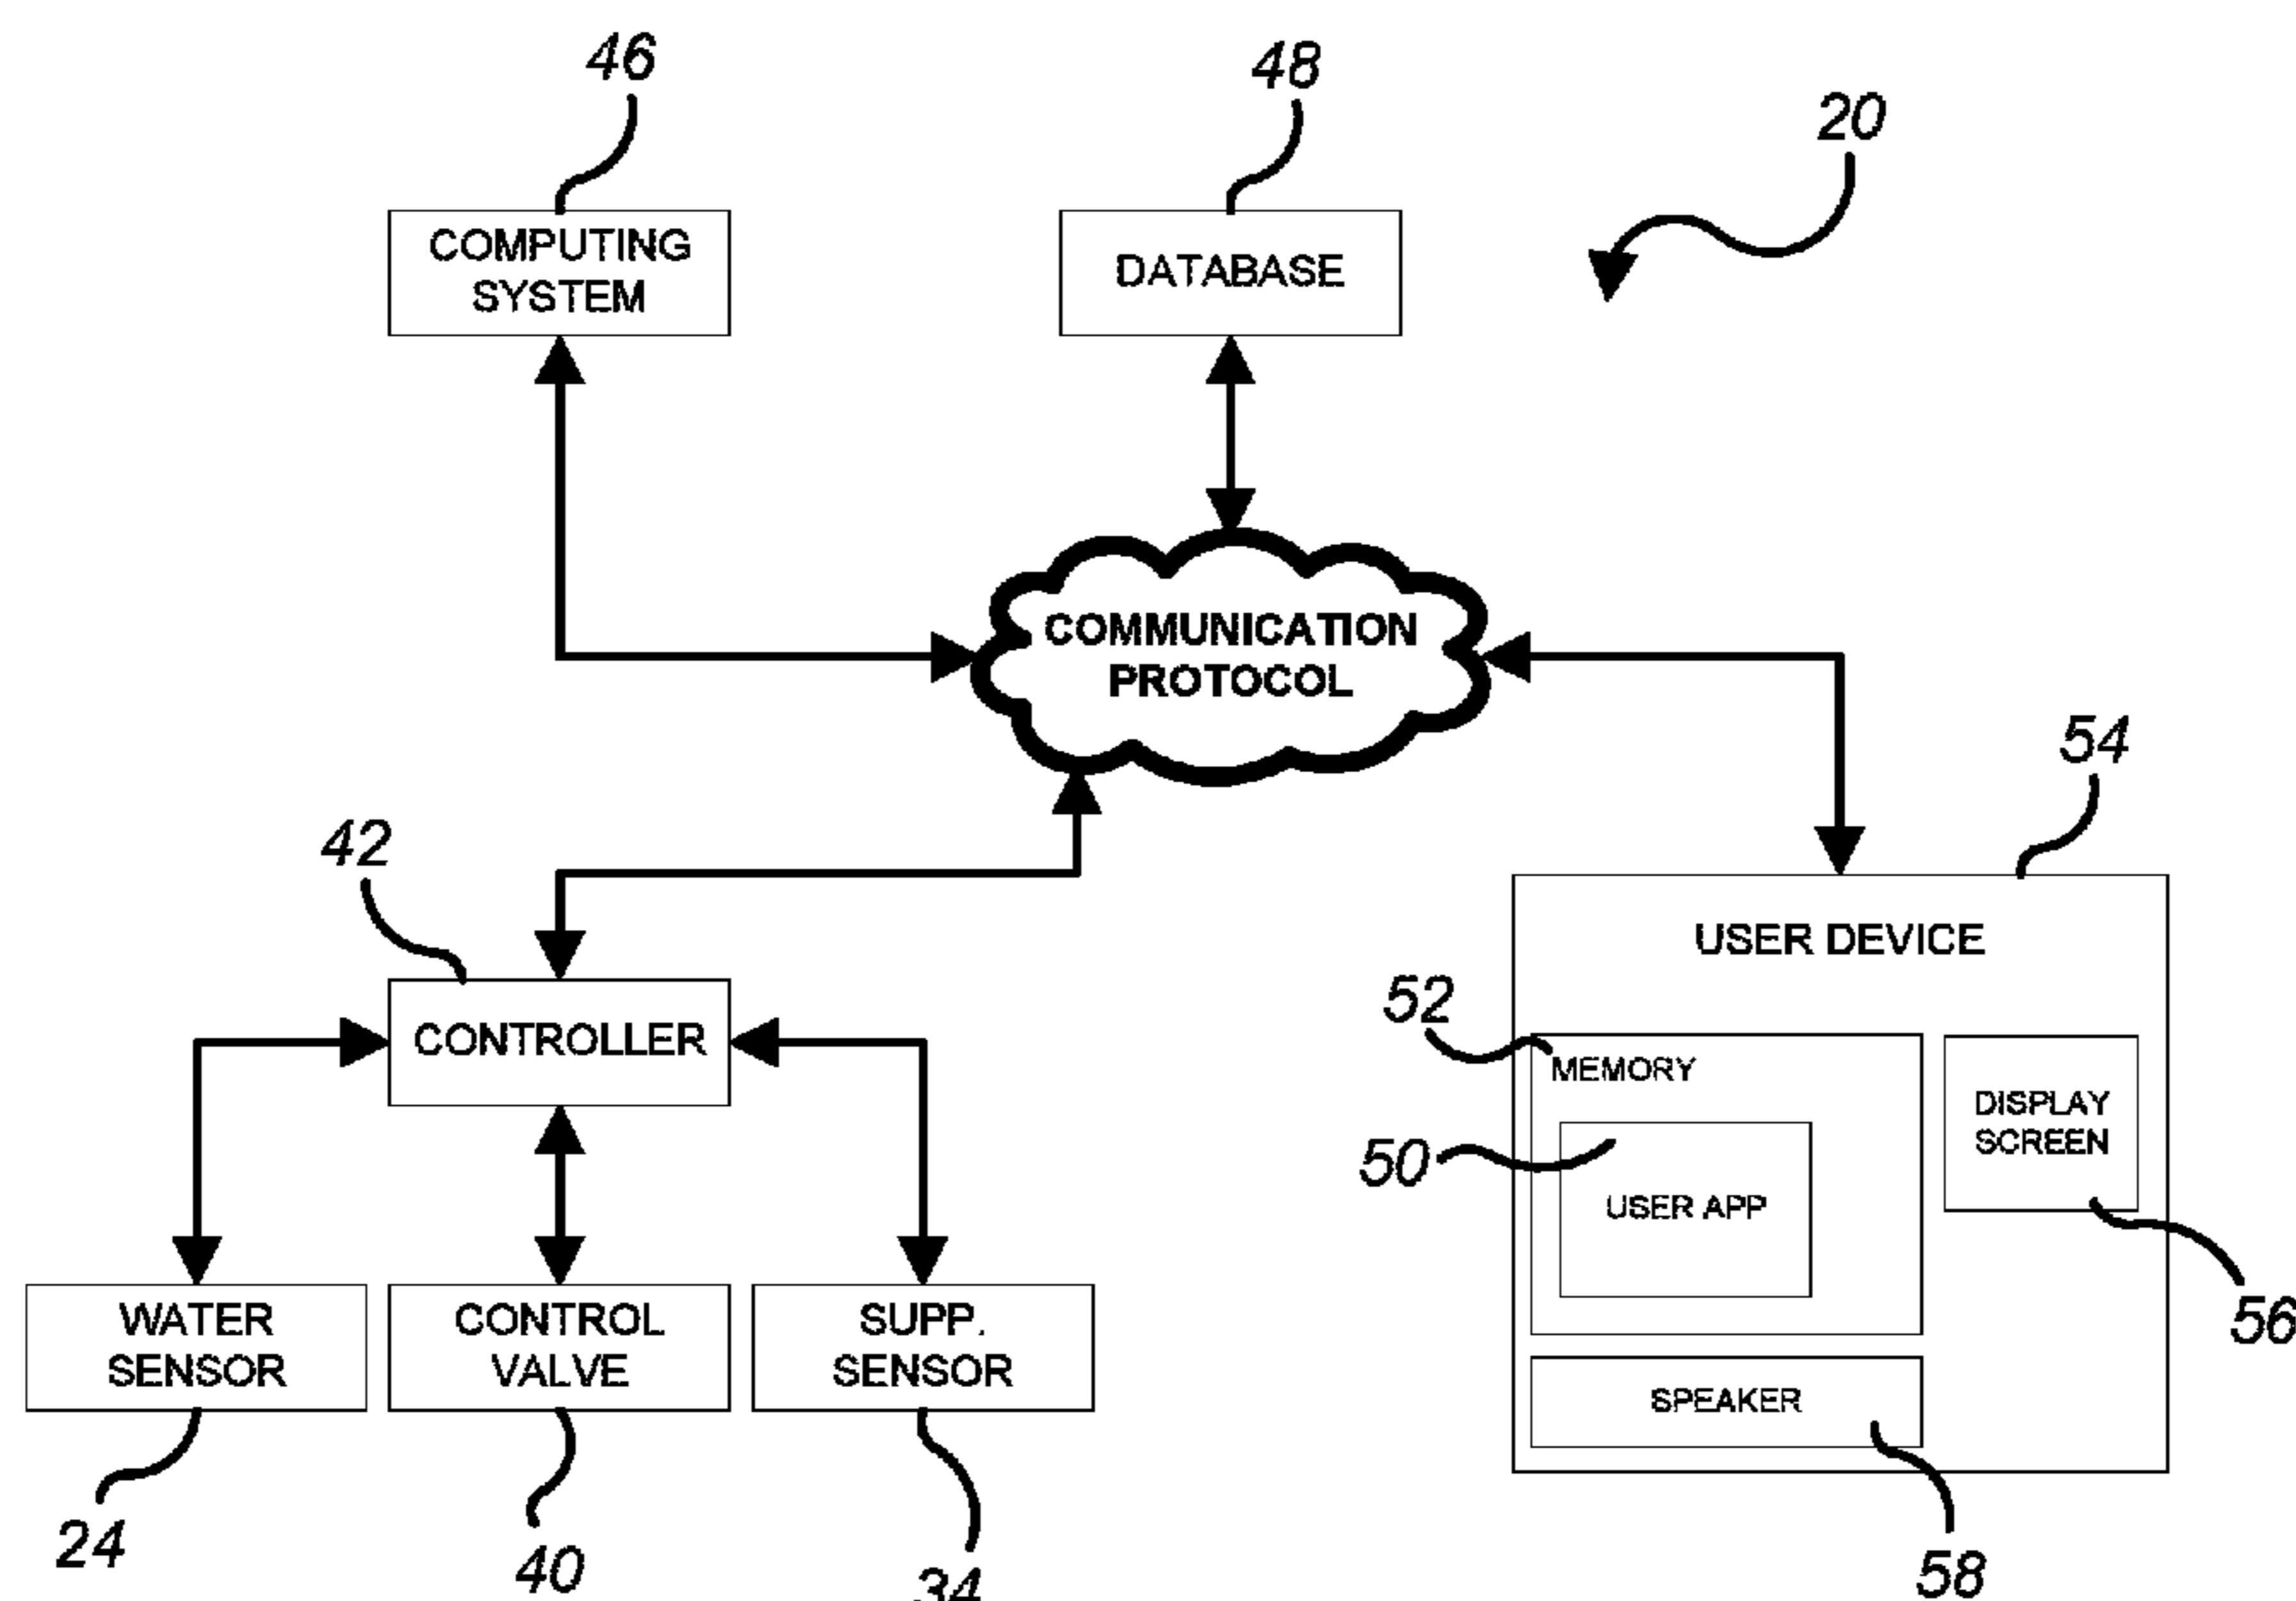 46
48
20
COMPUTING
SYSTEM
DATABASE
COMMUNICATION
PROTOCOL
54
42
USER DEVICE
52
CONTROLLER
MEMORY
DISPLAY
SCREEN
50
USER APP
56
WATER
SENSOR
CONTROL
VALVE
SUPP.
SENSOR
SPEAKER
24
40
34
58